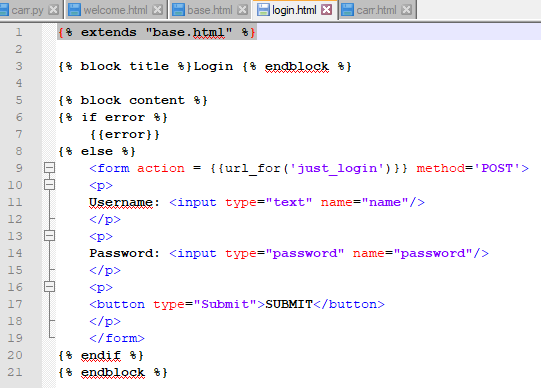 carr.py welcome.html base.html login.html carr.html
1 {% extends "base.html" %}
2
3 {% block title %}Login {% endblock %}
4
5 {% block content %}
6 {% if error %}
7 {{error}}
8 {% else %}
9 <form action = {{url_for('just_login')}} method='POST'>
10 <p>
11 Username: <input type="text" name="name"/>
12 </p>
13 <p>
14 Password: <input type="password" name="password"/>
15 </p>
16 <p>
17 <button type="Submit">SUBMIT</button>
18 </p>
19 </form>
20 {% endif %}
21 {% endblock %}